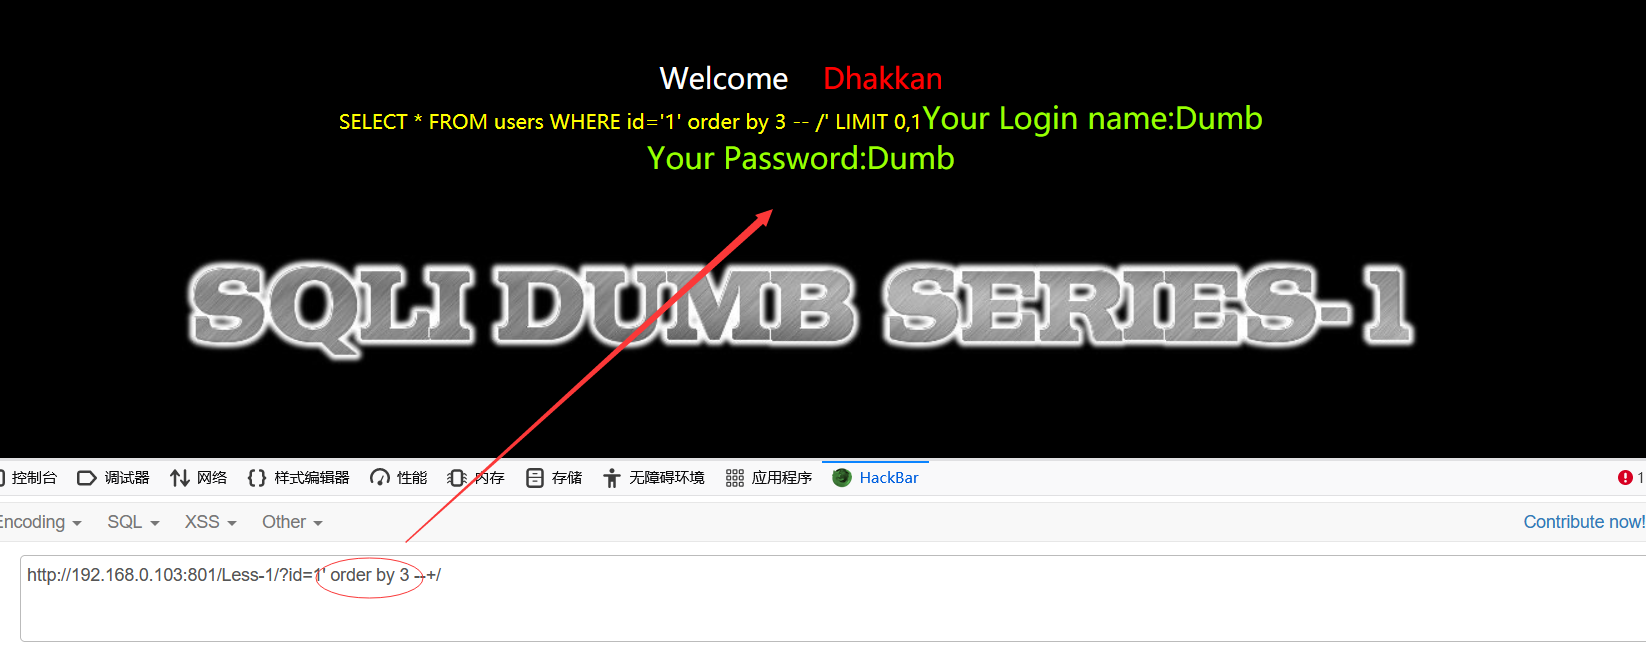 Welcome Dhakkan
SELECT * FROM users WHERE id='1' order by 3 -- /' LIMIT 0,1Your Login name:Dumb
Your Password:Dumb
SQLI DUMB SERIES-1
控制台 调试器 网络 {} 样式编辑器 性能 内存 存储 无障碍环境 应用程序 HackBar 1
Encoding SQL XSS Other Contribute now!
http://192.168.0.103:801/Less-1/?id=1' order by 3 --+/